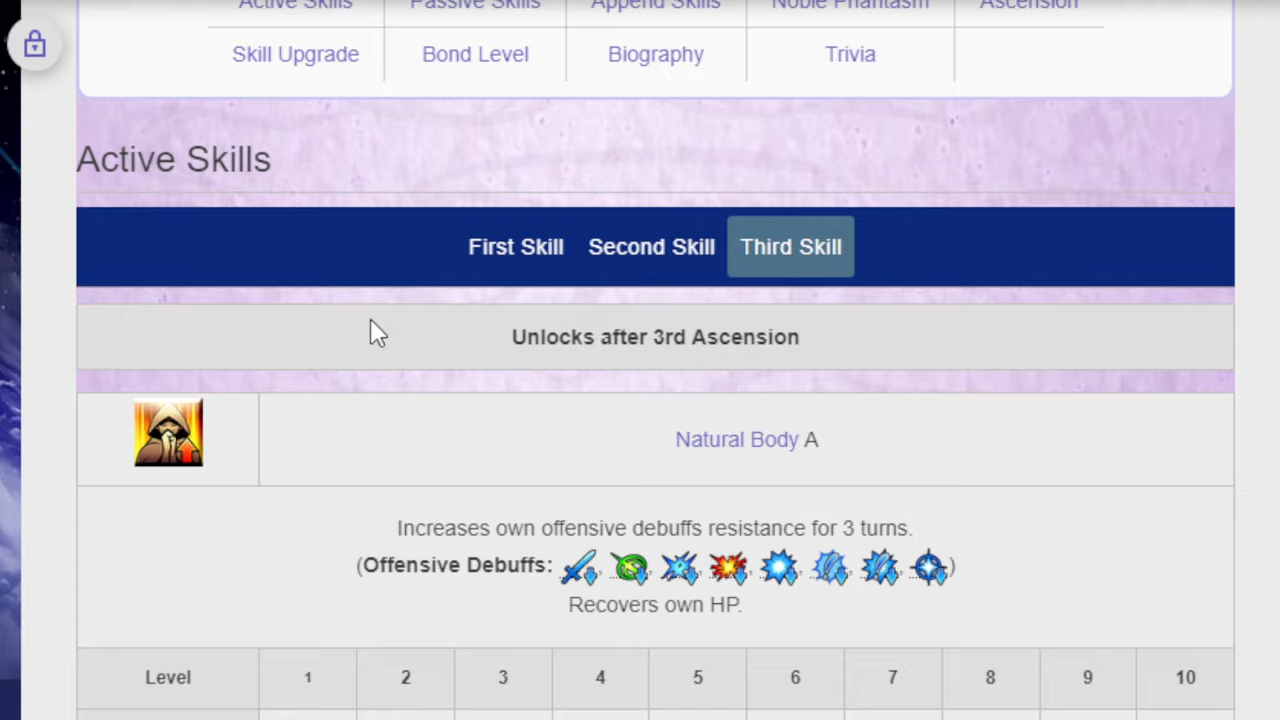 Active Skills Passive Skills Append Skills Noble Phantasm Ascension
Skill Upgrade Bond Level Biography Trivia
Active Skills
First Skill Second Skill Third Skill
Unlocks after 3rd Ascension
Natural Body A
Increases own offensive debuffs resistance for 3 turns.
(Offensive Debuffs: , , , , , , , )
Recovers own HP.
Level 1 2 3 4 5 6 7 8 9 10